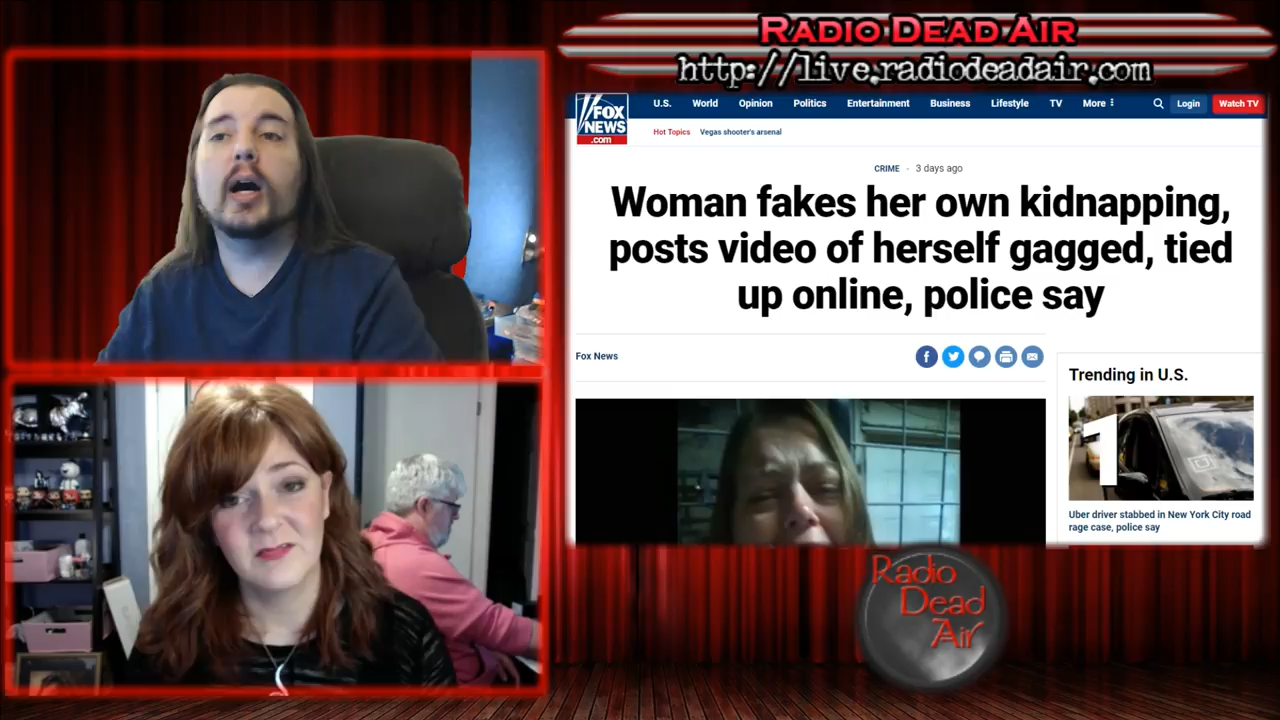 Radio Dead Air
http://live.radiodeadair.com
FOX
NEWS
.com
U.S. World Opinion Politics Entertainment Business Lifestyle TV More Login Watch TV
Hot Topics Vegas shooter's arsenal
CRIME · 3 days ago
Woman fakes her own kidnapping,
posts video of herself gagged, tied
up online, police say
Fox News
Trending in U.S.
1
Uber driver stabbed in New York City road
rage case, police say
Radio
Dead
Air